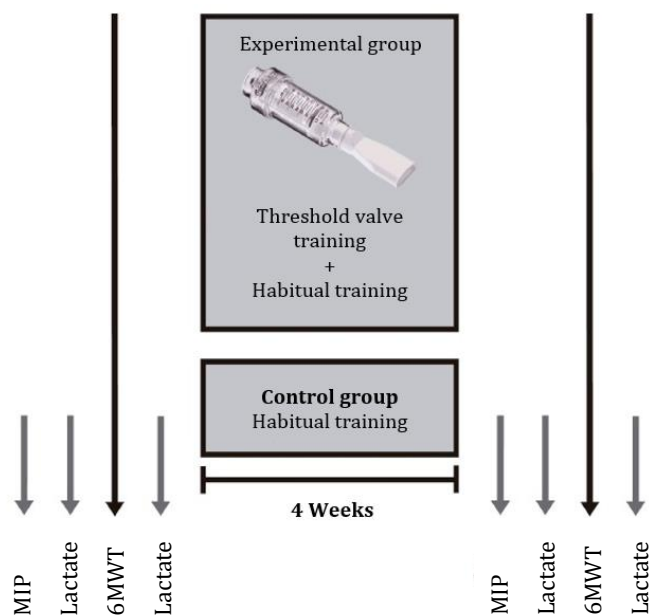 Experimental group
Threshold valve
training
+
Habitual training
Control group
Habitual training
4 Weeks
MIP
Lactate
6MWT
Lactate
MIP
Lactate
6MWT
Lactate